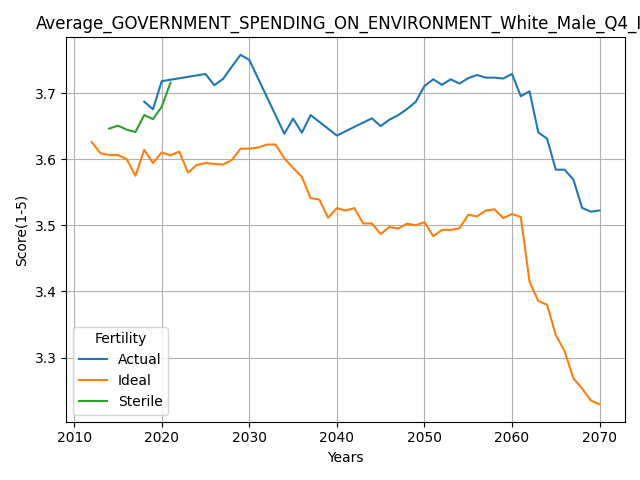 Average_GOVERNMENT_SPENDING_ON_ENVIRONMENT_White_Male_Q4_I
3.7
3.6
3.5
3.4
3.3
Score(1-5)
Fertility
Actual
Ideal
Sterile
2010 2020 2030 2040 2050 2060 2070
Years